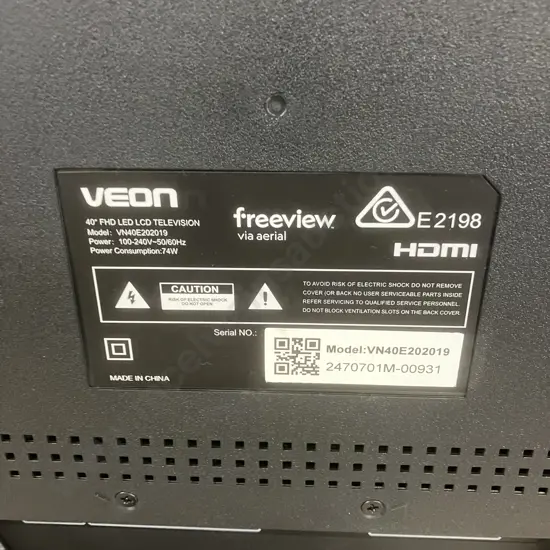 VEON
40" FHD LED LCD TELEVISION
Model: VN40E202019
Power: 100-240V~50/60Hz
Power Consumption:74W
freeview
via aerial
E 2198
HDMI
CAUTION
RISK OF ELECTRIC SHOCK
DO NOT OPEN
TO AVOID RISK OF ELECTRIC SHOCK DO NOT REMOVE
COVER (OR BACK NO USER SERVICEABLE PARTS INSIDE
REFER SERVICING TO QUALIFIED SERVICE PERSONNEL.
DO NOT BLOCK VENTILATION SLOTS ON THE BACK COVER.
Serial NO.:
Model:VN40E202019
2470701M-00931
MADE IN CHINA